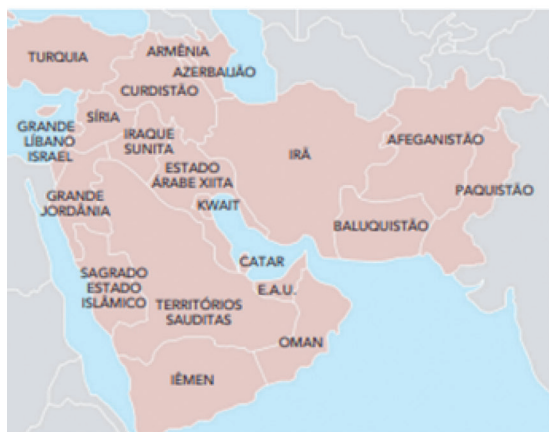 TURQUIA
ARMÊNIA
AZERBAIJÃO
CURDISTÃO
SÍRIA
GRANDE
LÍBANO
ISRAEL
IRAQUE
SUNITA
IRÃ
AFEGANISTÃO
ESTADO
ÁRABE XIITA
PAQUISTÃO
GRANDE
JORDÂNIA
KWAIT
BALUQUISTÃO
CATAR
SAGRADO
ESTADO
ISLÂMICO
E.A.U.
TERRITÓRIOS
SAUDITAS
OMAN
IÊMEN